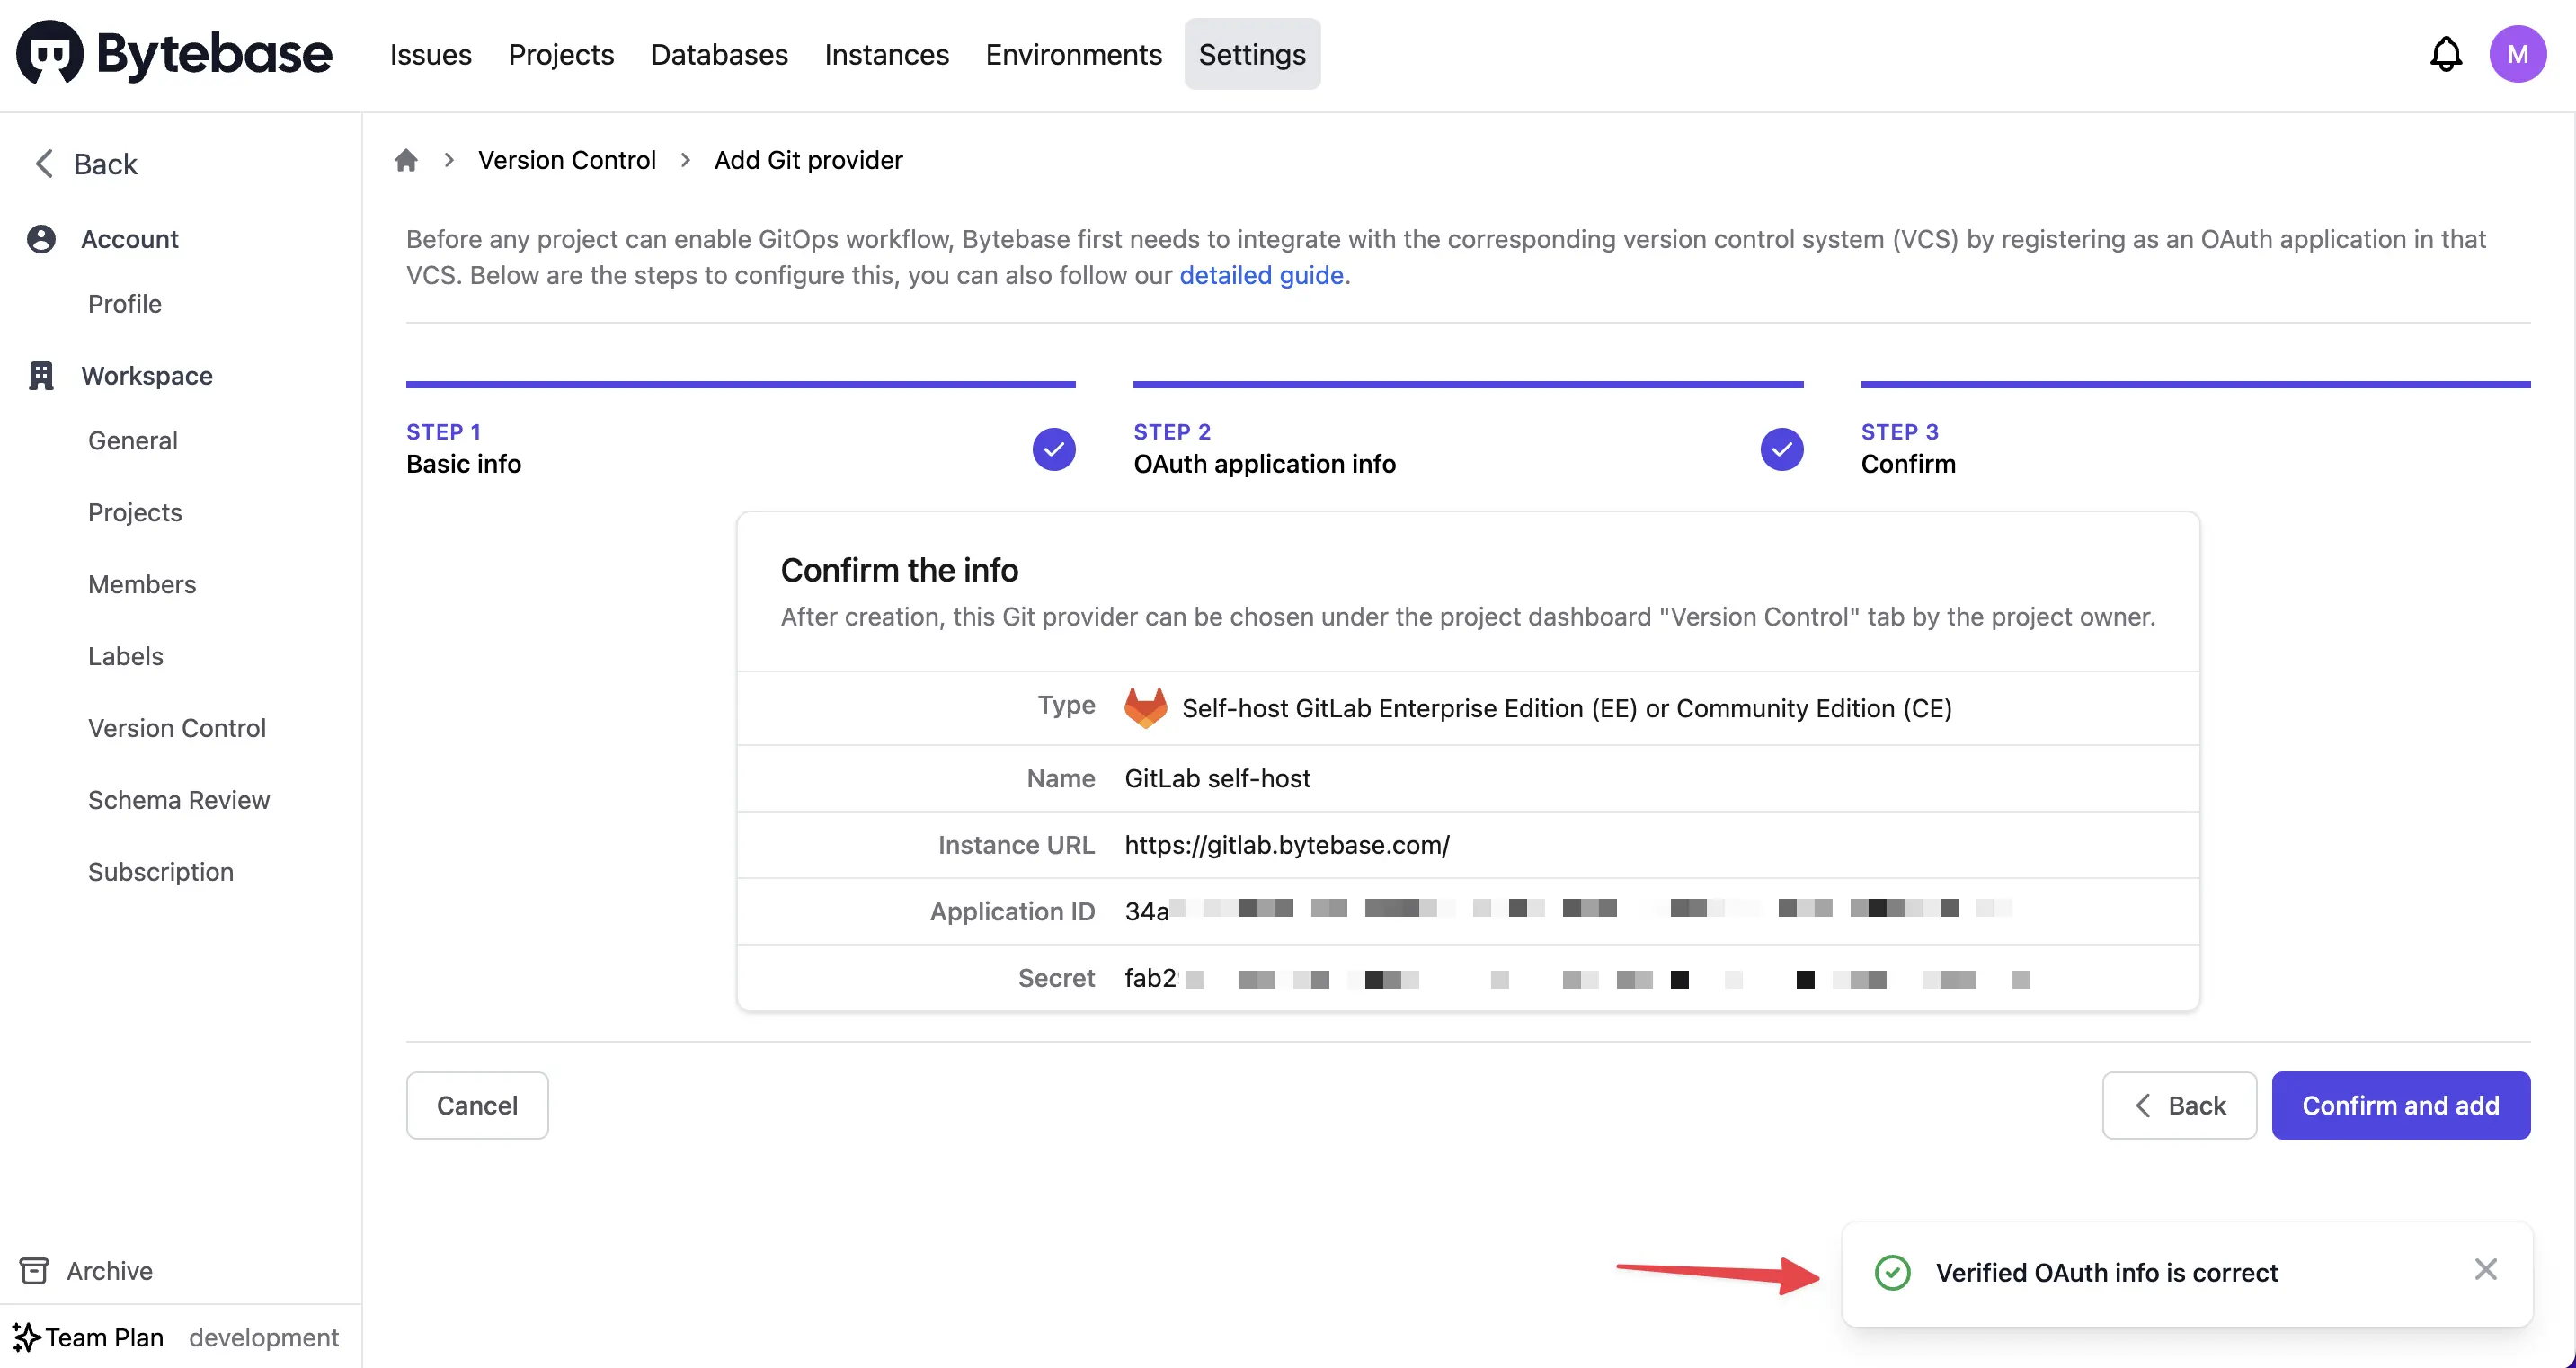 Bytebase
Issues
Projects
Databases
Instances
Environments
Settings
M
Back
Account
Profile
Workspace
General
Projects
Members
Labels
Version Control
Schema Review
Subscription
Archive
Team Plan
development
Version Control
Add Git provider
Before any project can enable GitOps workflow, Bytebase first needs to integrate with the corresponding version control system (VCS) by registering as an OAuth application in that
VCS. Below are the steps to configure this, you can also follow our detailed guide.
STEP 1
Basic info
STEP 2
OAuth application info
STEP 3
Confirm
Confirm the info
After creation, this Git provider can be chosen under the project dashboard "Version Control" tab by the project owner.
Type
Self-host GitLab Enterprise Edition (EE) or Community Edition (CE)
Name
GitLab self-host
Instance URL
https://gitlab.bytebase.com/
Application ID
34a
Secret
fab2
Cancel
Back
Confirm and add
Verified OAuth info is correct